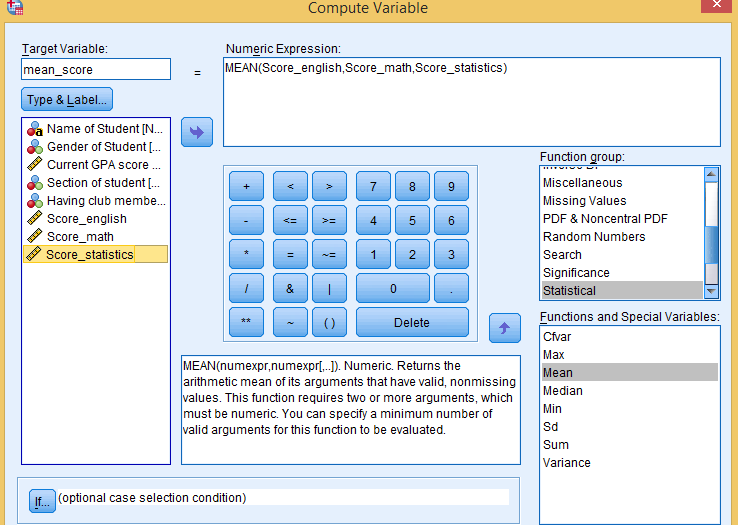 Compute Variable
Target Variable:
mean_score
=
Numeric Expression:
MEAN(Score_english,Score_math,Score_statistics)
Type & Label...
Name of Student [N...
Gender of Student [...
Current GPA score ...
Section of student [...
Having club membe...
Score_english
Score_math
Score_statistics
+ < > 7 8 9
- <= >= 4 5 6
* = ~= 1 2 3
/ & | 0 .
** ~ ( ) Delete
MEAN(numexpr,numexpr[,..]). Numeric. Returns the
arithmetic mean of its arguments that have valid, nonmissing
values. This function requires two or more arguments, which
must be numeric. You can specify a minimum number of
valid arguments for this function to be evaluated.
Function group:
Miscellaneous
Missing Values
PDF & Noncentral PDF
Random Numbers
Search
Significance
Statistical
Functions and Special Variables:
Cfvar
Max
Mean
Median
Min
Sd
Sum
Variance
If... (optional case selection condition)